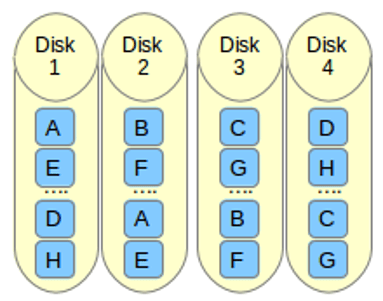 Disk 1 Disk 2 Disk 3 Disk 4
A B C D
E F G H
.... .... .... ....
D A B C
H E F G